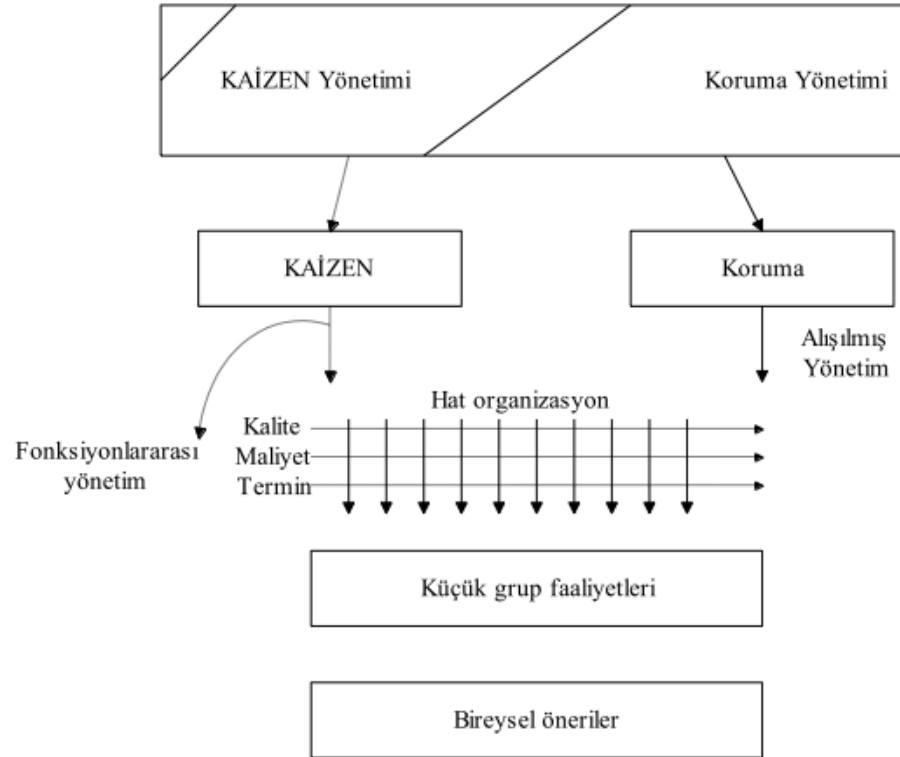 KAİZEN Yönetimi
Koruma Yönetimi
KAİZEN
Koruma
Alışılmış
Yönetim
Hat organizasyon
Kalite
Maliyet
Termin
Fonksiyonlararası
yönetim
Küçük grup faaliyetleri
Bireysel öneriler